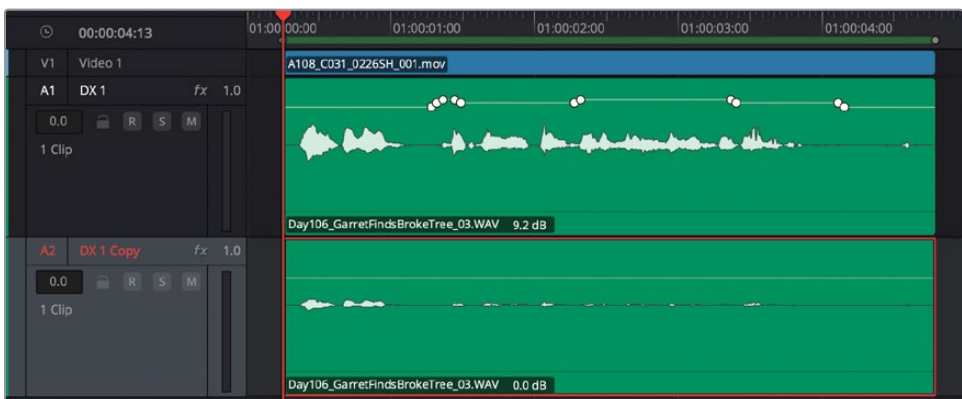 00:00:04:13
01:00:00:00 01:00:01:00 01:00:02:00 01:00:03:00 01:00:04:00
V1 Video 1
A108_C031_0226SH_001.mov
A1 DX 1 fx 1.0
0.0 R S M
1 Clip
Day106_GarretFindsBrokeTree_03.WAV 9.2 dB
A2 DX 1 Copy fx 1.0
0.0 R S M
1 Clip
Day106_GarretFindsBrokeTree_03.WAV 0.0 dB